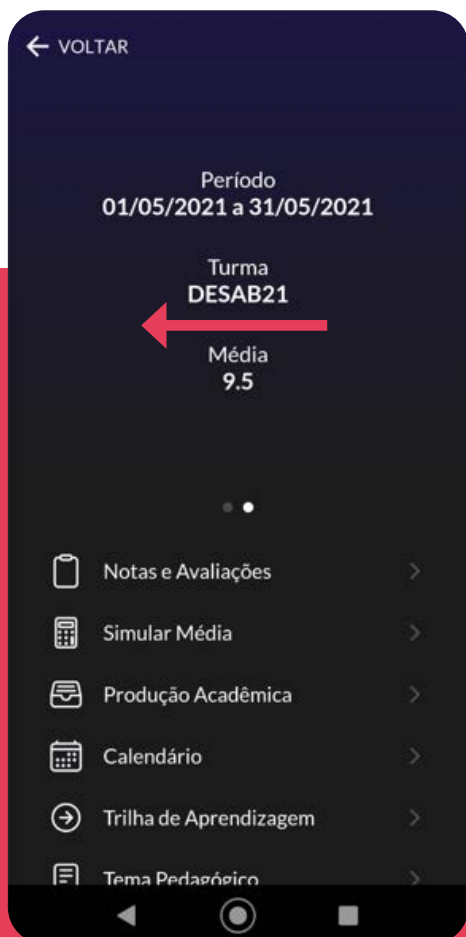 VOLTAR
Período
01/05/2021 a 31/05/2021
Turma
DESAB21
Média
9.5
Notas e Avaliações
Simular Média
Produção Acadêmica
Calendário
Trilha de Aprendizagem
Tema Pedagógico